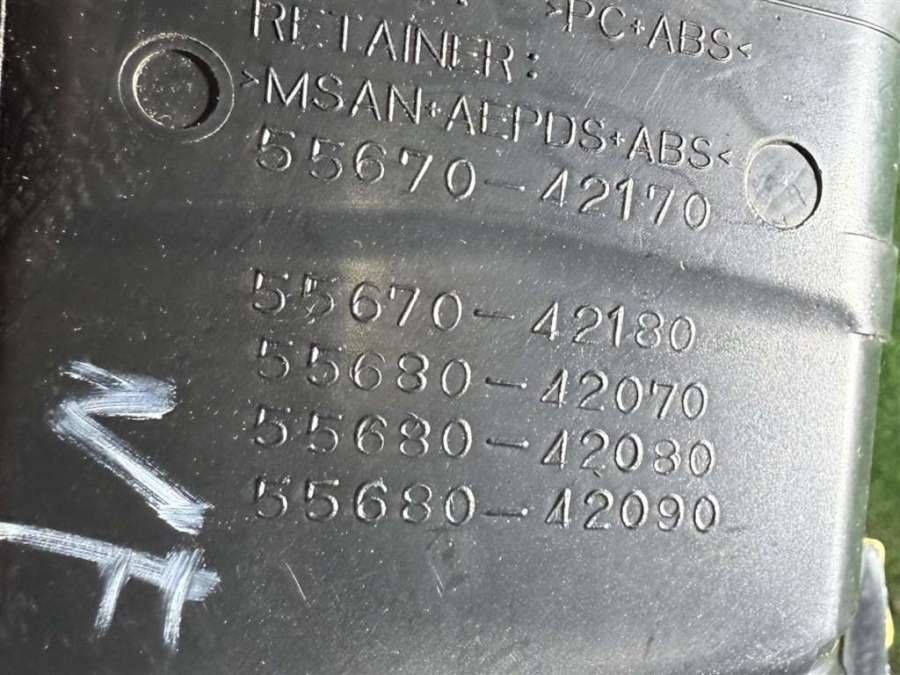 >PC+ABS<
RETAINER:
>MSAN+AEPDS+ABS<
55670-42170
55670-42180
55680-42070
55680-42080
55680-42090